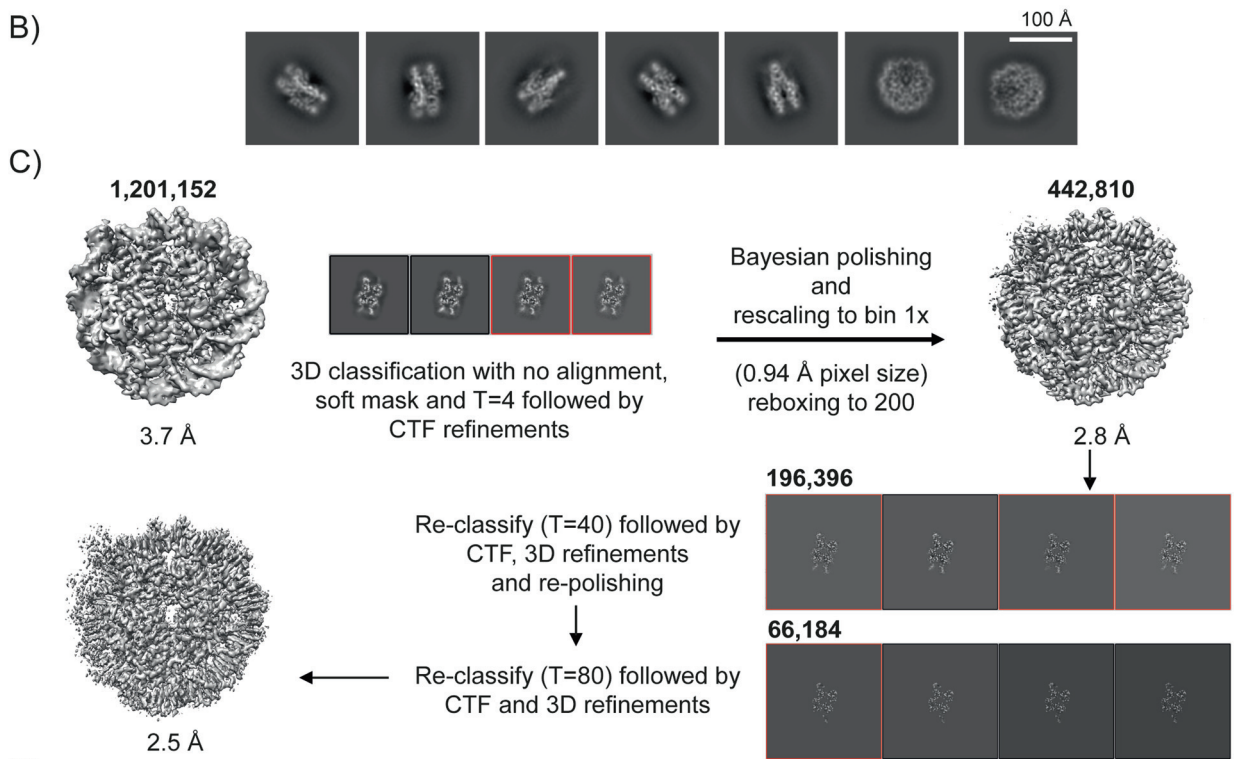 B)
100 Å
C)
1,201,152
3.7 Å
3D classification with no alignment,
soft mask and T=4 followed by
CTF refinements
Bayesian polishing
and
rescaling to bin 1x
(0.94 Å pixel size)
reboxing to 200
442,810
2.8 Å
196,396
Re-classify (T=40) followed by
CTF, 3D refinements
and re-polishing
66,184
Re-classify (T=80) followed by
CTF and 3D refinements
2.5 Å